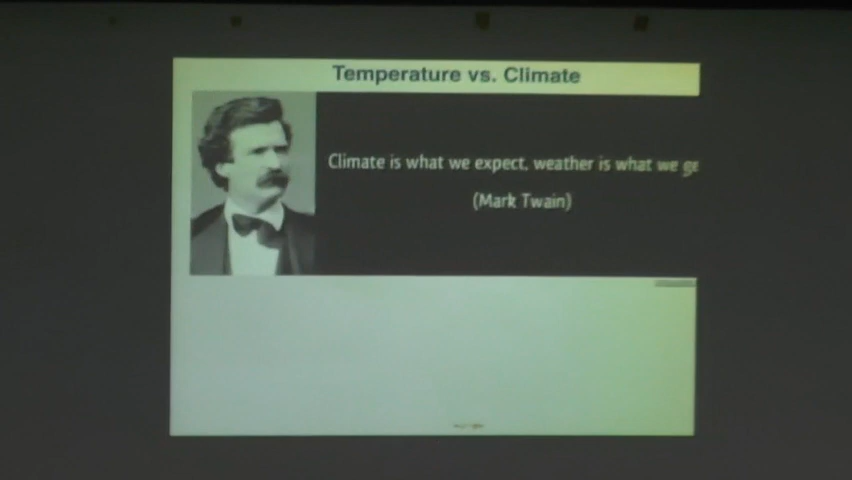 Temperature vs. Climate
Climate is what we expect, weather is what we ge
(Mark Twain)